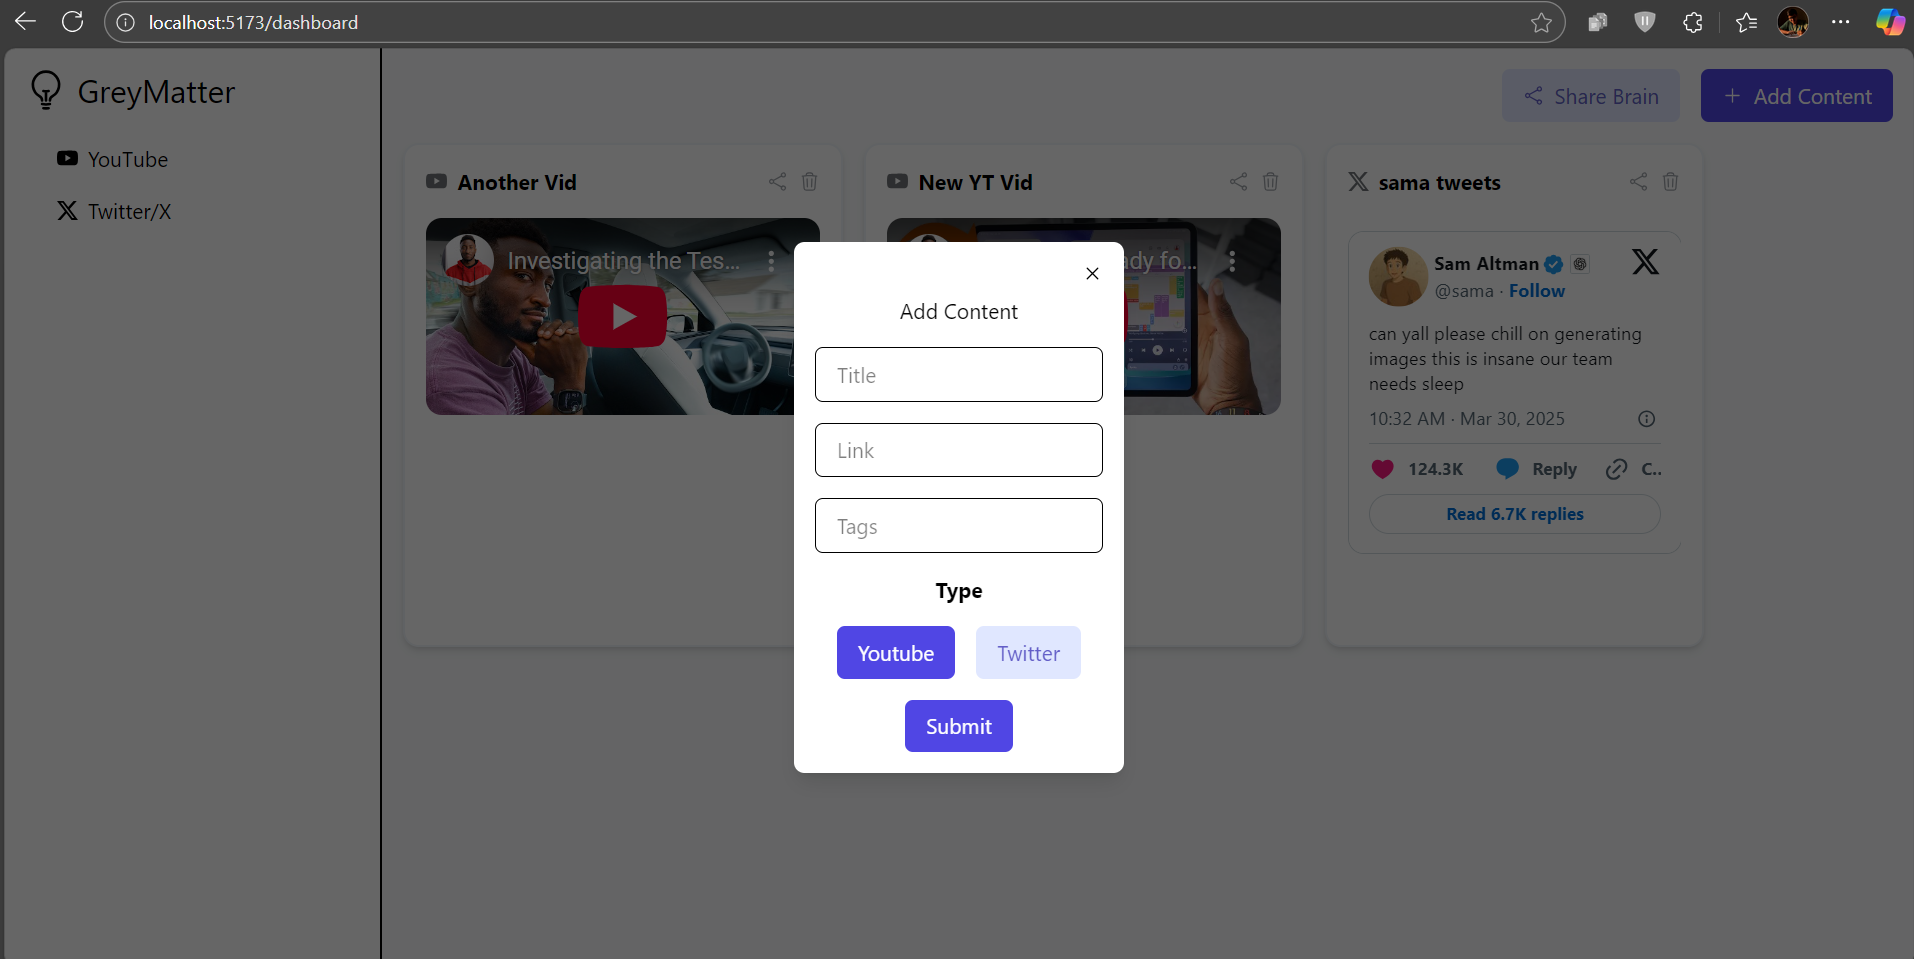 localhost:5173/dashboard
GreyMatter
YouTube
Twitter/X
Share Brain
+ Add Content
Another Vid
Investigating the Tes...
New YT Vid
ady fo...
sama tweets
Sam Altman
@sama · Follow
can yall please chill on generating
images this is insane our team
needs sleep
10:32 AM · Mar 30, 2025
124.3K Reply C..
Read 6.7K replies
Add Content
Title
Link
Tags
Type
Youtube Twitter
Submit